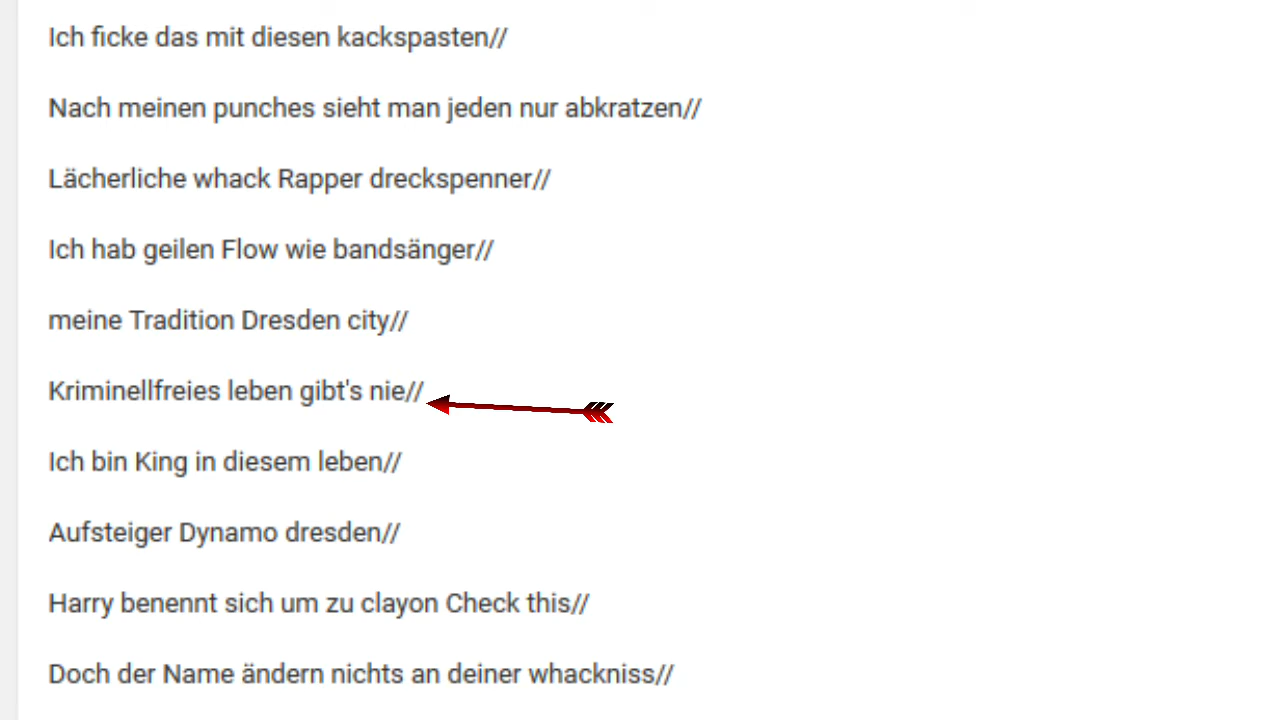 Ich ficke das mit diesen kackspasten//
Nach meinen punches sieht man jeden nur abkratzen//
Lächerliche whack Rapper dreckspenner//
Ich hab geilen Flow wie bandsänger//
meine Tradition Dresden city//
Kriminellfreies leben gibt's nie//
Ich bin King in diesem leben//
Aufsteiger Dynamo dresden//
Harry benennt sich um zu clayon Check this//
Doch der Name ändern nichts an deiner whackniss//